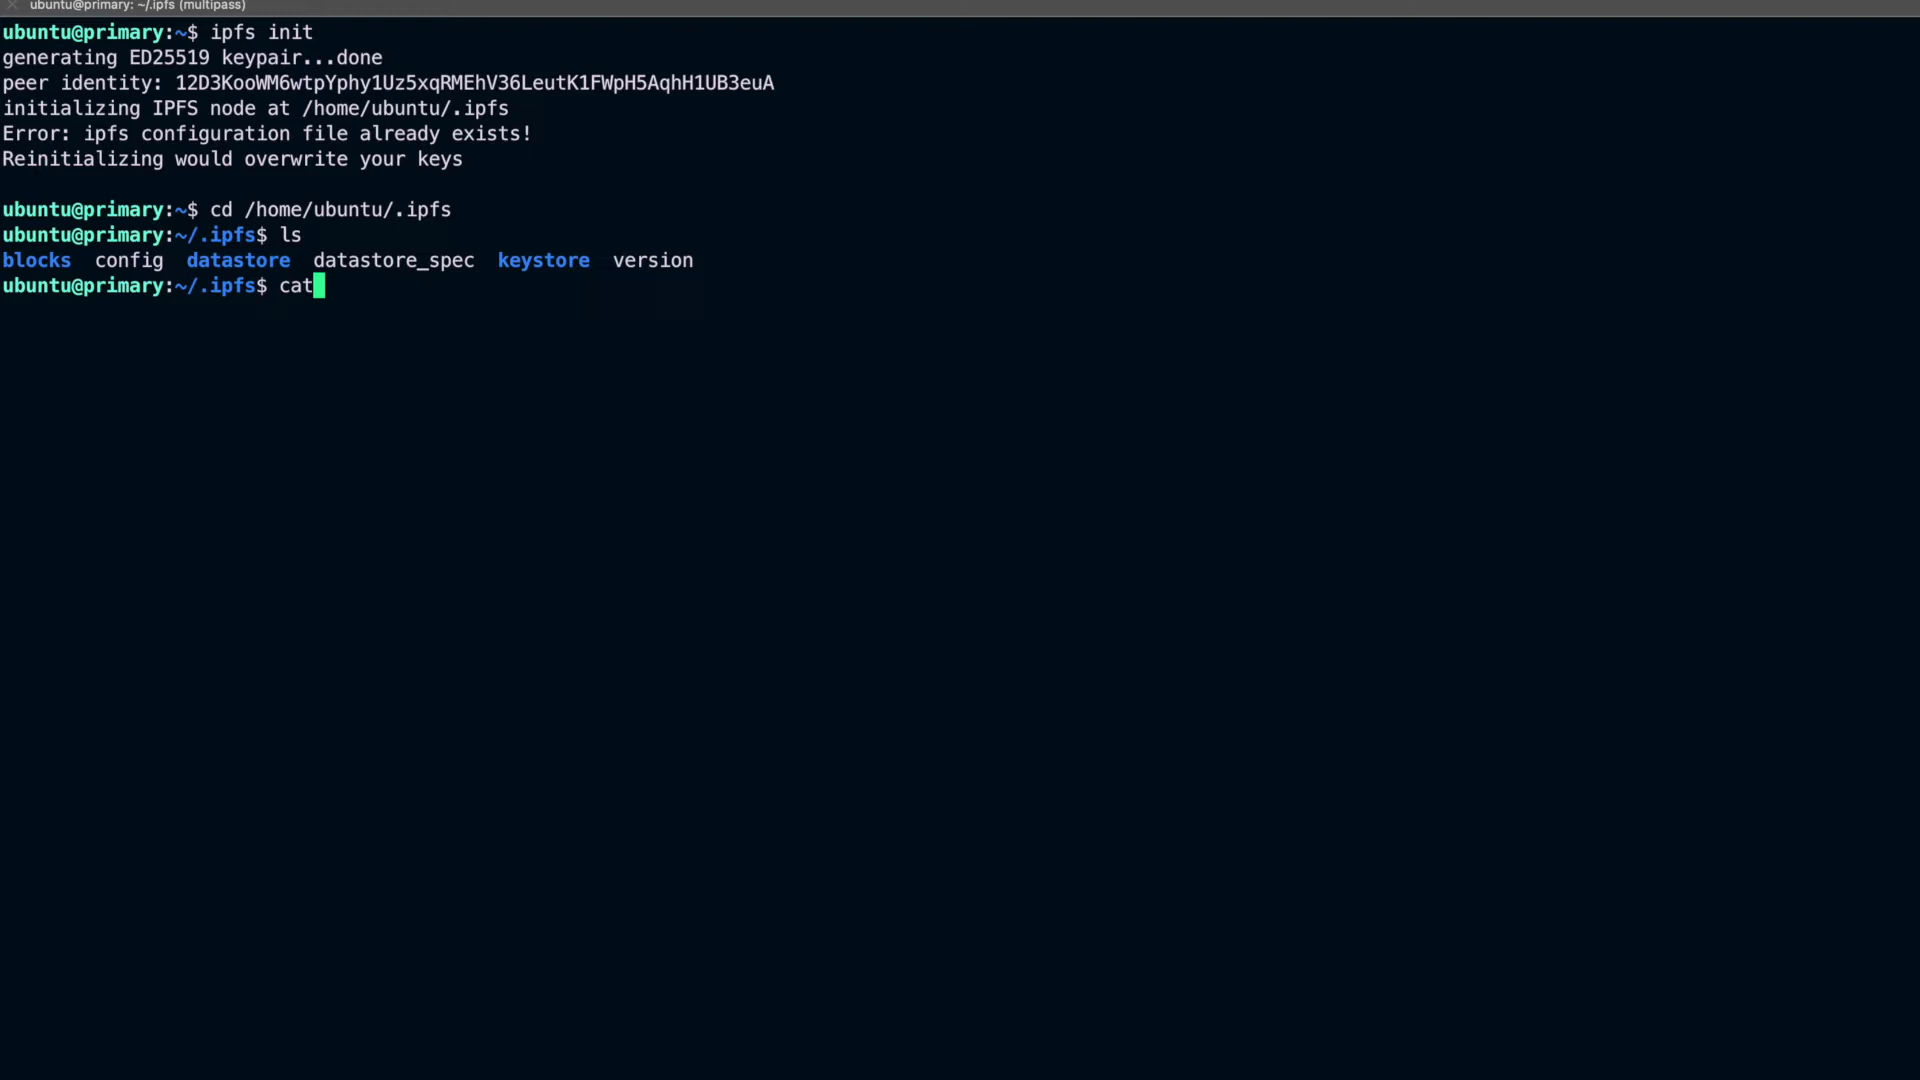 ubuntu@primary: ~/.ipfs (multipass)
ubuntu@primary:~$ ipfs init
generating ED25519 keypair...done
peer identity: 12D3KooWM6wtpYphy1Uz5xqRMEhV36LeutK1FWpH5AqhH1UB3euA
initializing IPFS node at /home/ubuntu/.ipfs
Error: ipfs configuration file already exists!
Reinitializing would overwrite your keys
ubuntu@primary:~$ cd /home/ubuntu/.ipfs
ubuntu@primary:~/.ipfs$ ls
blocks  config  datastore  datastore_spec  keystore  version
ubuntu@primary:~/.ipfs$ cat